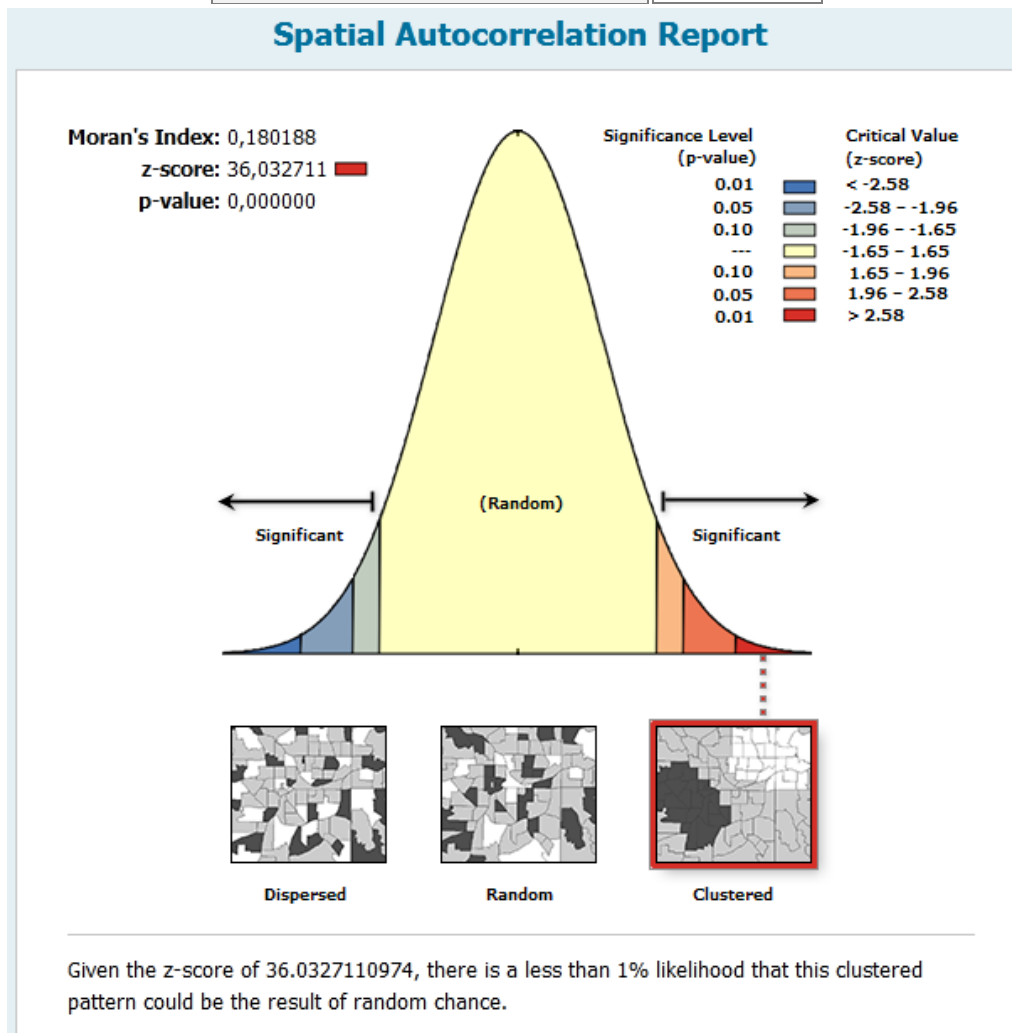 Spatial Autocorrelation Report
Moran's Index: 0,180188
z-score: 36,032711
p-value: 0,000000
Significance Level
(p-value)
Critical Value
(z-score)
0.01 < -2.58
0.05 -2.58 – -1.96
0.10 -1.96 – -1.65
--- -1.65 – 1.65
0.10 1.65 – 1.96
0.05 1.96 – 2.58
0.01 > 2.58
(Random)
Significant
Significant
Dispersed
Random
Clustered
Given the z-score of 36.0327110974, there is a less than 1% likelihood that this clustered
pattern could be the result of random chance.